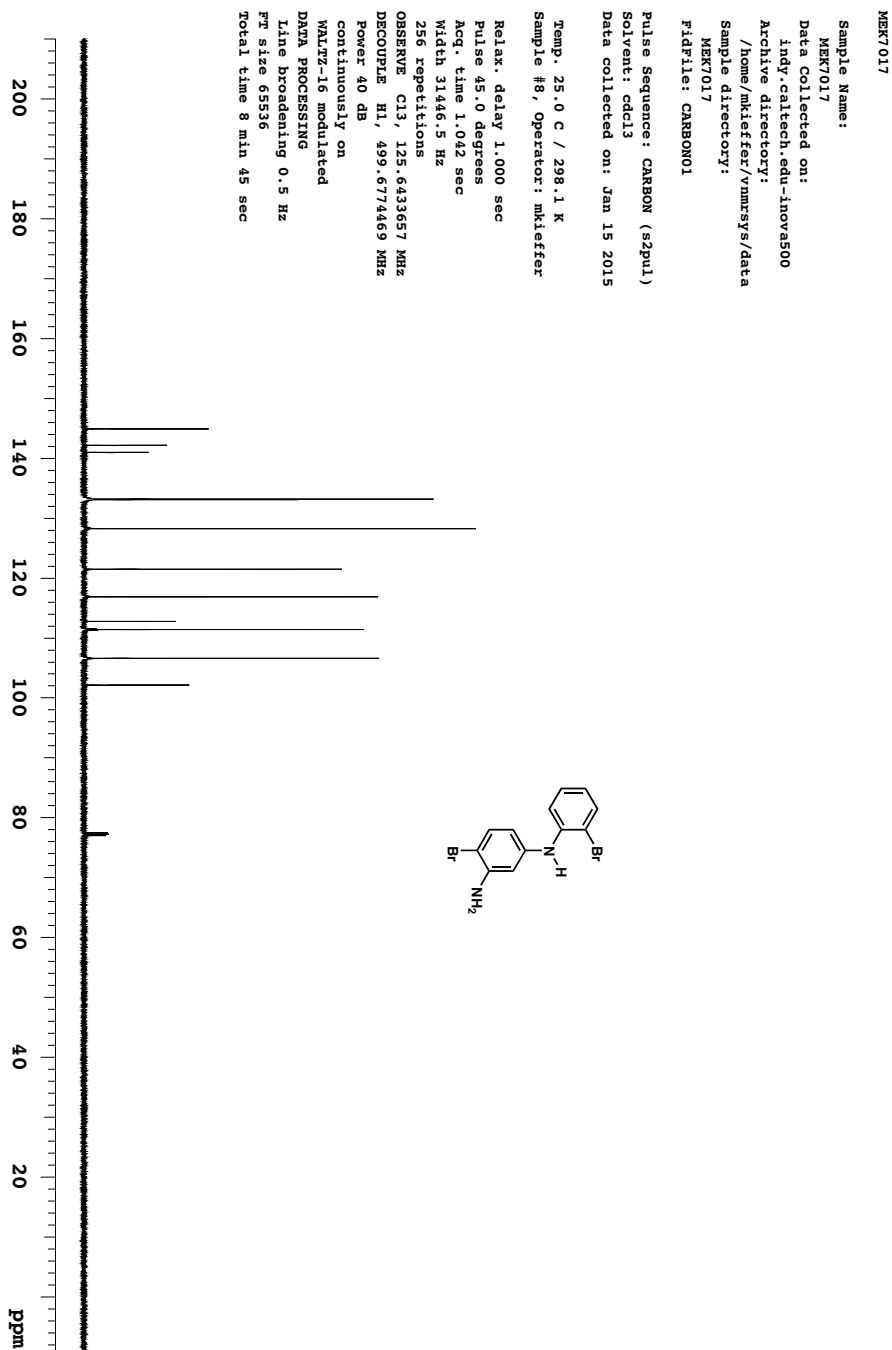 MEK7017
Sample Name:
MEK7017
Data Collected on:
indy.caltech.edu-inova500
Archive directory:
/home/mkieffer/vnmrsys/data
Sample directory:
MEK7017
FidFile: CARBON01
Pulse Sequence: CARBON (s2pul)
Solvent: cdcl3
Data collected on: Jan 15 2015
Temp. 25.0 C / 298.1 K
Sample #8, Operator: mkieffer
Relax. delay 1.000 sec
Pulse 45.0 degrees
Acq. time 1.042 sec
Width 31446.5 Hz
256 repetitions
OBSERVE C13, 125.6433657 MHz
DECOUPLE H1, 499.6774469 MHz
Power 40 dB
continuously on
WALTZ-16 modulated
DATA PROCESSING
Line broadening 0.5 Hz
FT size 65536
Total time 8 min 45 sec
Br
N
H
Br
NH2
200 180 160 140 120 100 80 60 40 20 ppm